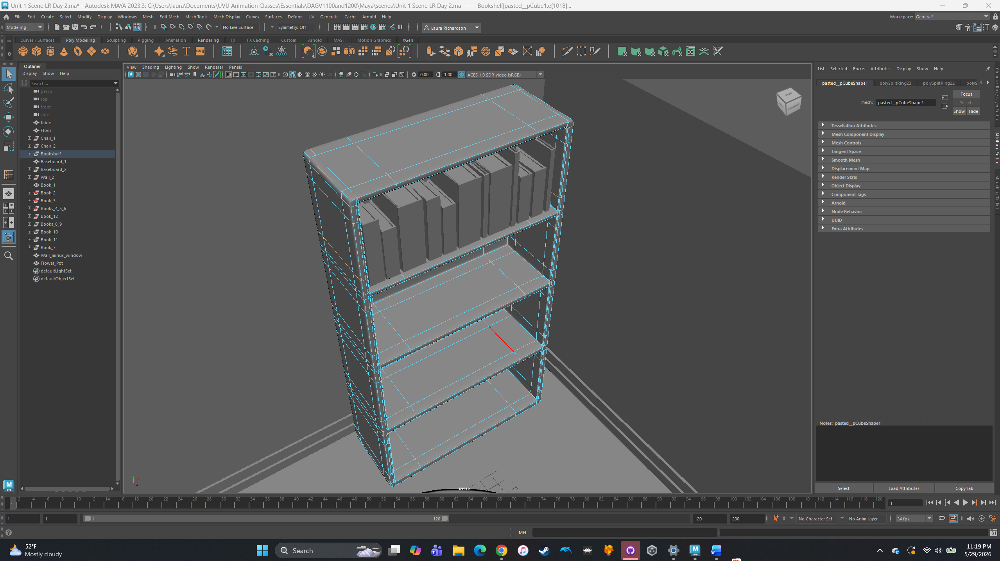 Unit 1 Scene LR Day 2.ma* - Autodesk MAYA 2023.3: C:\Users\laura\Documents\UVU Animation Classes\Essentials\DAGV1100and1200\Maya\scenes\Unit 1 Scene LR Day 2.ma --- Bookshelf|pasted__pCube1.e[1018]...
File Edit Create Select Modify Display Windows Mesh Edit Mesh Mesh Tools Mesh Display Curves Surfaces Deform UV Generate Cache Arnold Help
Workspace: General*
Modeling
No Live Surface
Symmetry: Off
IPR
Laura Richardson
Curves / Surfaces Poly Modeling Sculpting Rigging Animation Rendering FX FX Caching Custom Arnold MASH Motion Graphics XGen
T
SVG
0,0,0
Outliner
Display Show Help
Search...
persp
top
front
side
Table
Floor
Chair_1
Chair_2
Bookshelf
Baseboard_1
Baseboard_2
Wall_2
Book_1
Book_2
Book_3
Books_4_5_6
Book_12
Books_8_9
Book_10
Book_11
Book_7
Wall_minus_window
Flower_Pot
defaultLightSet
defaultObjectSet
M
AYA
View Shading Lighting Show Renderer Panels
0.00
1.00
ON
ACES 1.0 SDR-video (sRGB)
TOP
FRONT
y
x
z
persp
List Selected Focus Attributes Display Show Help
pasted__pCubeShape1 polySplitRing23 polySplitRing22 polyS
mesh: pasted__pCubeShape1
Focus
Presets
Show Hide
Tessellation Attributes
Mesh Component Display
Mesh Controls
Tangent Space
Smooth Mesh
Displacement Map
Render Stats
Object Display
Component Tags
Arnold
Node Behavior
UUID
Extra Attributes
Notes: pasted__pCubeShape1
Select Load Attributes Copy Tab
Channel Box / Layer Editor
Attribute Editor
Modeling Toolkit
2 4 6 8 10 12 14 16 18 20 22 24 26 28 30 32 34 36 38 40 42 44 46 48 50 52 54 56 58 60 62 64 66 68 70 72 74 76 78 80 82 84 86 88 90 92 94 96 98 100 102 104 106 108 110 112 114 116 118 120
1
1
1 1 1 120 120 200
No Character Set
No Anim Layer
24 fps
MEL
52°F
Mostly cloudy
Search
11:19 PM
5/29/2026